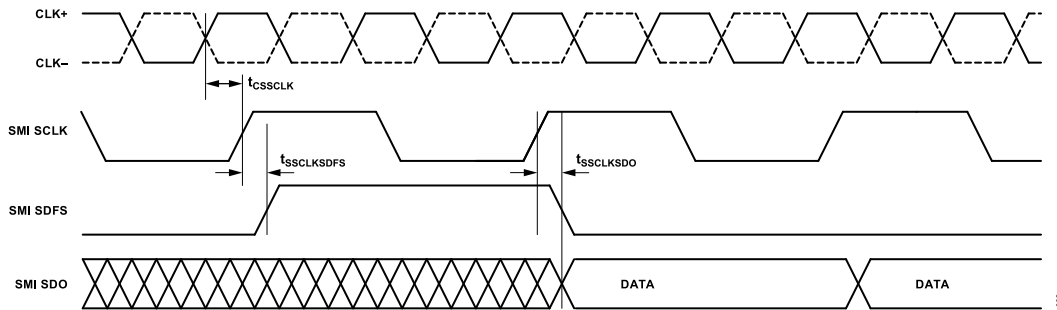 CLK+
CLK–
tCSSCLK
SMI SCLK
tSSCLKSDFS
tSSCLKSDO
SMI SDFS
SMI SDO
DATA
DATA